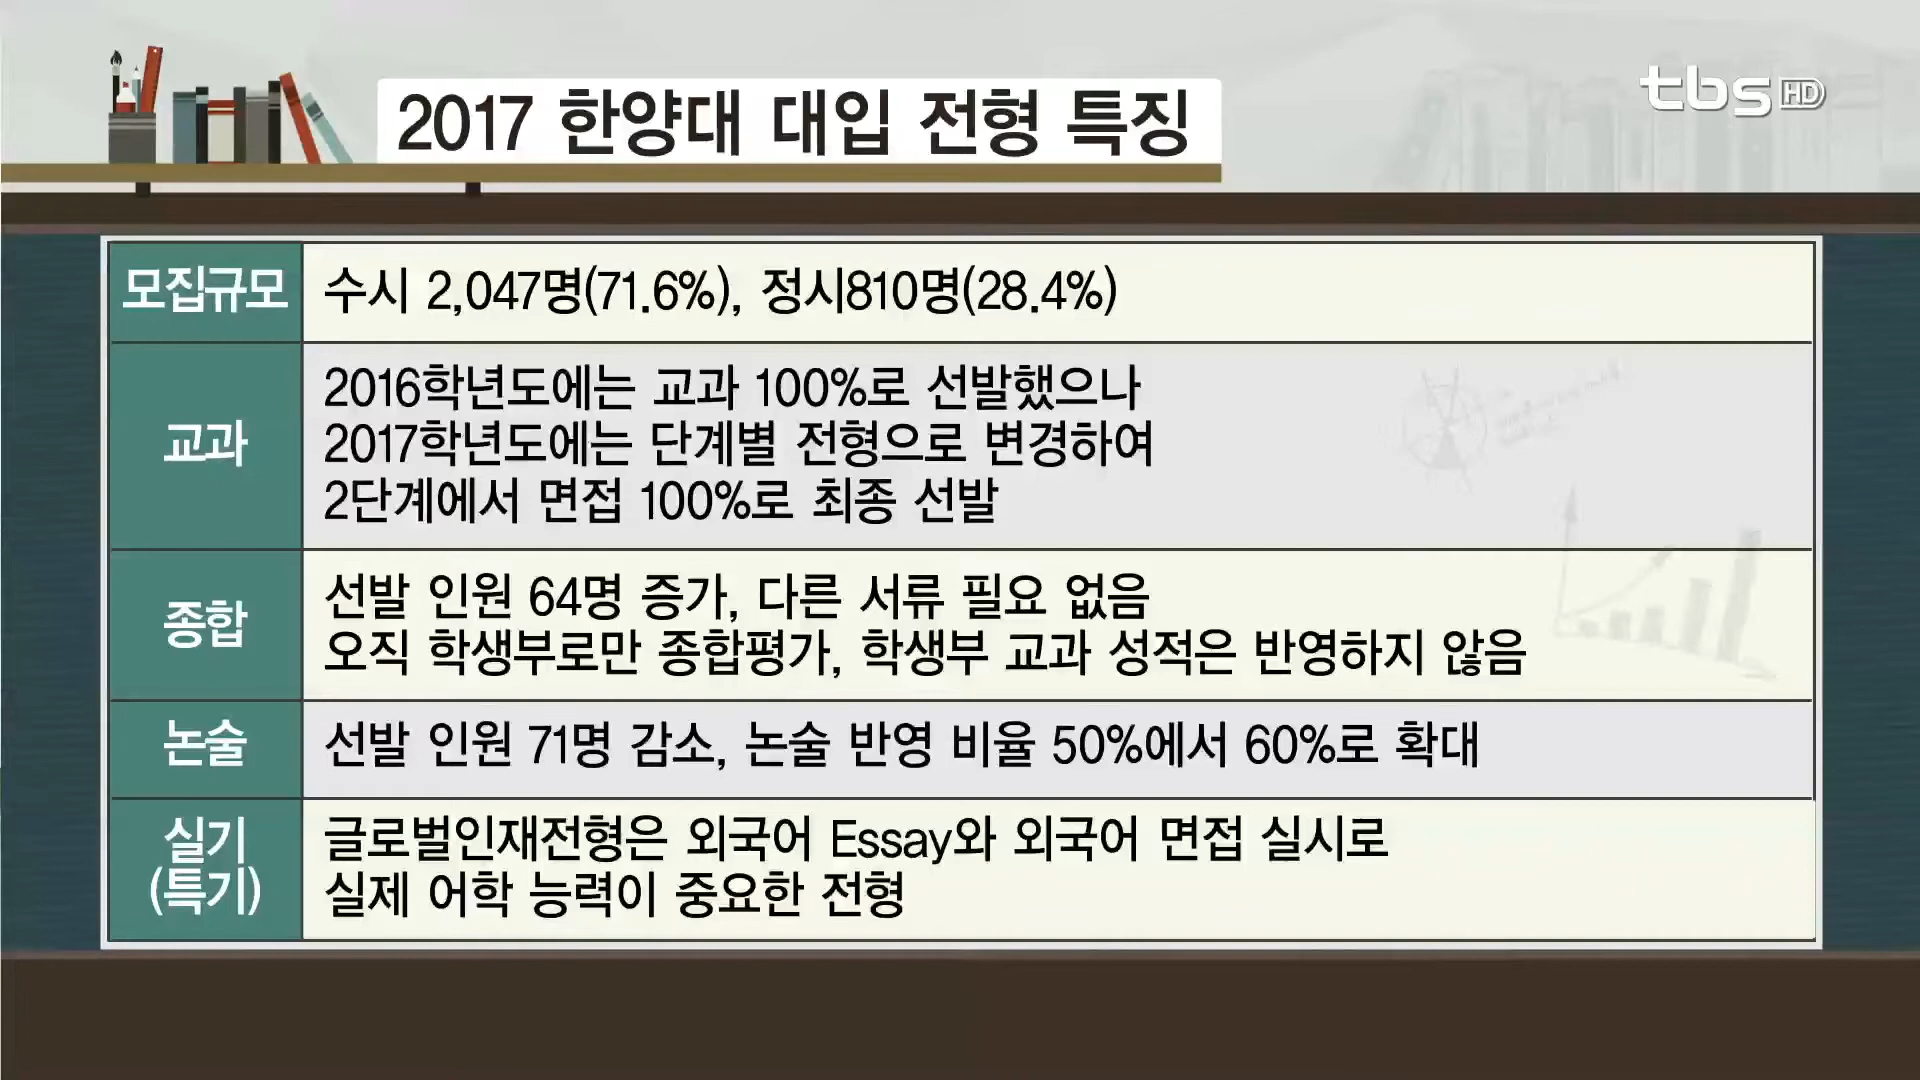 2017 한양대 대입 전형 특징
tbs HD
모집규모
수시 2,047명(71.6%), 정시810명(28.4%)
교과
2016학년도에는 교과 100%로 선발했으나
2017학년도에는 단계별 전형으로 변경하여
2단계에서 면접 100%로 최종 선발
종합
선발 인원 64명 증가, 다른 서류 필요 없음
오직 학생부로만 종합평가, 학생부 교과 성적은 반영하지 않음
논술
선발 인원 71명 감소, 논술 반영 비율 50%에서 60%로 확대
실기
(특기)
글로벌인재전형은 외국어 Essay와 외국어 면접 실시로
실제 어학 능력이 중요한 전형